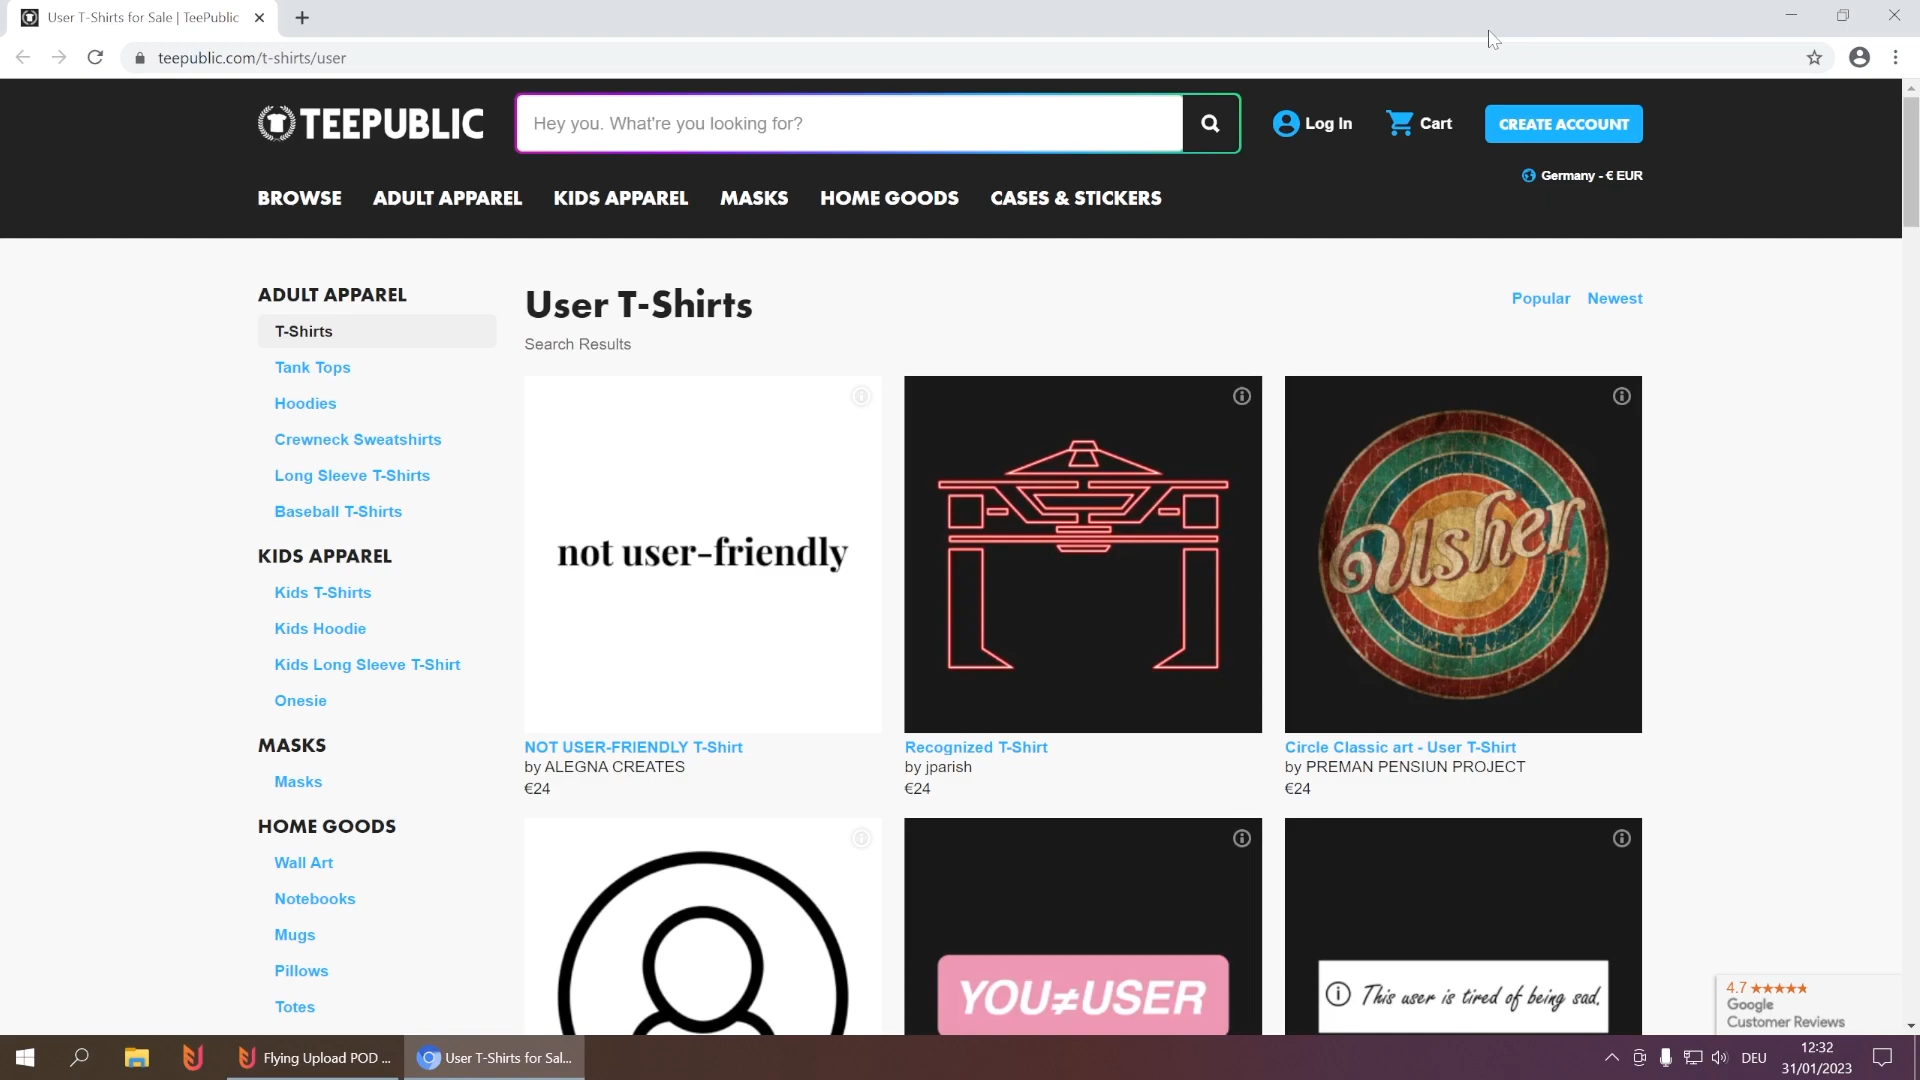 User T-Shirts for Sale | TeePublic
teepublic.com/t-shirts/user
TEEPUBLIC
Hey you. What're you looking for?
Log In
Cart
CREATE ACCOUNT
Germany - € EUR
BROWSE
ADULT APPAREL
KIDS APPAREL
MASKS
HOME GOODS
CASES & STICKERS
ADULT APPAREL
T-Shirts
Tank Tops
Hoodies
Crewneck Sweatshirts
Long Sleeve T-Shirts
Baseball T-Shirts
KIDS APPAREL
Kids T-Shirts
Kids Hoodie
Kids Long Sleeve T-Shirt
Onesie
MASKS
Masks
HOME GOODS
Wall Art
Notebooks
Mugs
Pillows
Totes
User T-Shirts
Popular
Newest
Search Results
not user-friendly
Usher
NOT USER-FRIENDLY T-Shirt
by ALEGNA CREATES
€24
Recognized T-Shirt
by jparish
€24
Circle Classic art - User T-Shirt
by PREMAN PENSIUN PROJECT
€24
YOU≠USER
This user is tired of being sad.
4.7
Google
Customer Reviews
Flying Upload POD ...
User T-Shirts for Sal...
DEU
12:32
31/01/2023